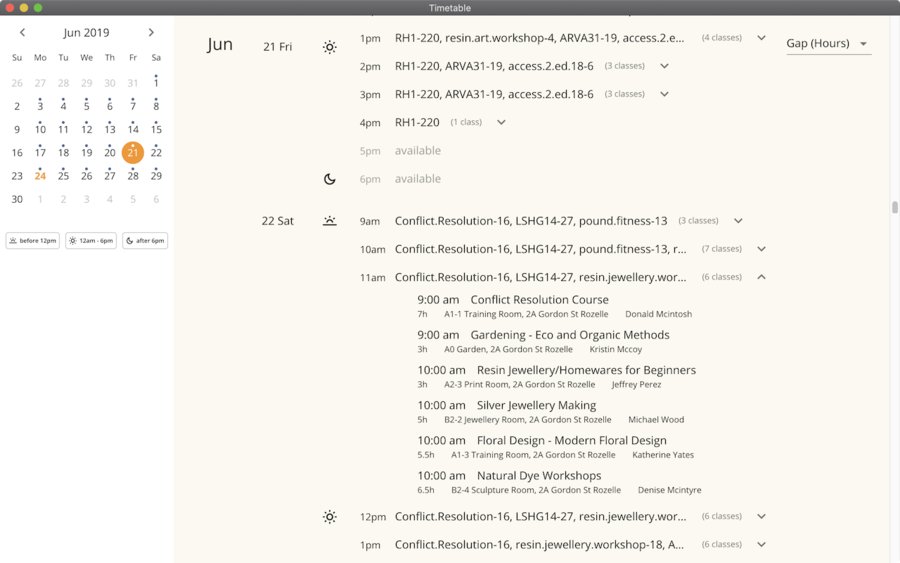 Timetable
Jun 2019
Su Mo Tu We Th Fr Sa
26 27 28 29 30 31 1
2 3 4 5 6 7 8
9 10 11 12 13 14 15
16 17 18 19 20 21 22
23 24 25 26 27 28 29
30 1 2 3 4 5 6
before 12pm 12am - 6pm after 6pm
Jun 21 Fri
Gap (Hours)
1pm RH1-220, resin.art.workshop-4, ARVA31-19, access.2.e... (4 classes)
2pm RH1-220, ARVA31-19, access.2.ed.18-6 (3 classes)
3pm RH1-220, ARVA31-19, access.2.ed.18-6 (3 classes)
4pm RH1-220 (1 class)
5pm available
6pm available
22 Sat 9am Conflict.Resolution-16, LSHG14-27, pound.fitness-13 (3 classes)
10am Conflict.Resolution-16, LSHG14-27, pound.fitness-13, r... (7 classes)
11am Conflict.Resolution-16, LSHG14-27, resin.jewellery.wor... (6 classes)
9:00 am Conflict Resolution Course
7h A1-1 Training Room, 2A Gordon St Rozelle Donald Mcintosh
9:00 am Gardening - Eco and Organic Methods
3h A0 Garden, 2A Gordon St Rozelle Kristin Mccoy
10:00 am Resin Jewellery/Homewares for Beginners
3h A2-3 Print Room, 2A Gordon St Rozelle Jeffrey Perez
10:00 am Silver Jewellery Making
5h B2-2 Jewellery Room, 2A Gordon St Rozelle Michael Wood
10:00 am Floral Design - Modern Floral Design
5.5h A1-3 Training Room, 2A Gordon St Rozelle Katherine Yates
10:00 am Natural Dye Workshops
6.5h B2-4 Sculpture Room, 2A Gordon St Rozelle Denise Mcintyre
12pm Conflict.Resolution-16, LSHG14-27, resin.jewellery.wor... (6 classes)
1pm Conflict.Resolution-16, resin.jewellery.workshop-18, A... (6 classes)